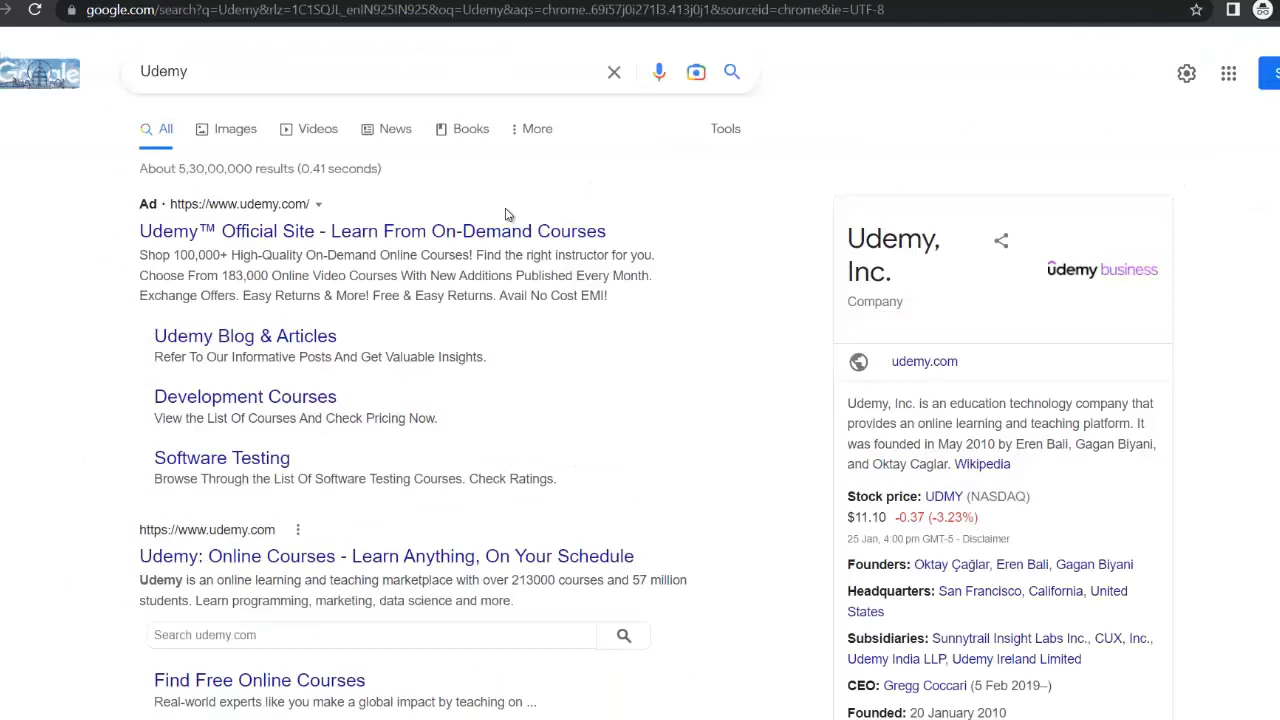 google.com/search?q=Udemy&rlz=1C1SQJL_enIN925IN925&oq=Udemy&aqs=chrome..69i57j0i271l3.413j0j1&sourceid=chrome&ie=UTF-8
Google
Udemy
All
Images
Videos
News
Books
More
Tools
About 5,30,00,000 results (0.41 seconds)
Ad · https://www.udemy.com/
Udemy™ Official Site - Learn From On-Demand Courses
Shop 100,000+ High-Quality On-Demand Online Courses! Find the right instructor for you.
Choose From 183,000 Online Video Courses With New Additions Published Every Month.
Exchange Offers. Easy Returns & More! Free & Easy Returns. Avail No Cost EMI!
Udemy Blog & Articles
Refer To Our Informative Posts And Get Valuable Insights.
Development Courses
View the List Of Courses And Check Pricing Now.
Software Testing
Browse Through the List Of Software Testing Courses. Check Ratings.
https://www.udemy.com
Udemy: Online Courses - Learn Anything, On Your Schedule
Udemy is an online learning and teaching marketplace with over 213000 courses and 57 million
students. Learn programming, marketing, data science and more.
Search udemy.com
Find Free Online Courses
Real-world experts like you make a global impact by teaching on ...
Udemy,
Inc.
Company
udemy business
udemy.com
Udemy, Inc. is an education technology company that
provides an online learning and teaching platform. It
was founded in May 2010 by Eren Bali, Gagan Biyani,
and Oktay Caglar. Wikipedia
Stock price: UDMY (NASDAQ)
$11.10 -0.37 (-3.23%)
25 Jan, 4:00 pm GMT-5 - Disclaimer
Founders: Oktay Çağlar, Eren Bali, Gagan Biyani
Headquarters: San Francisco, California, United
States
Subsidiaries: Sunnytrail Insight Labs Inc., CUX, Inc.,
Udemy India LLP, Udemy Ireland Limited
CEO: Gregg Coccari (5 Feb 2019–)
Founded: 20 January 2010